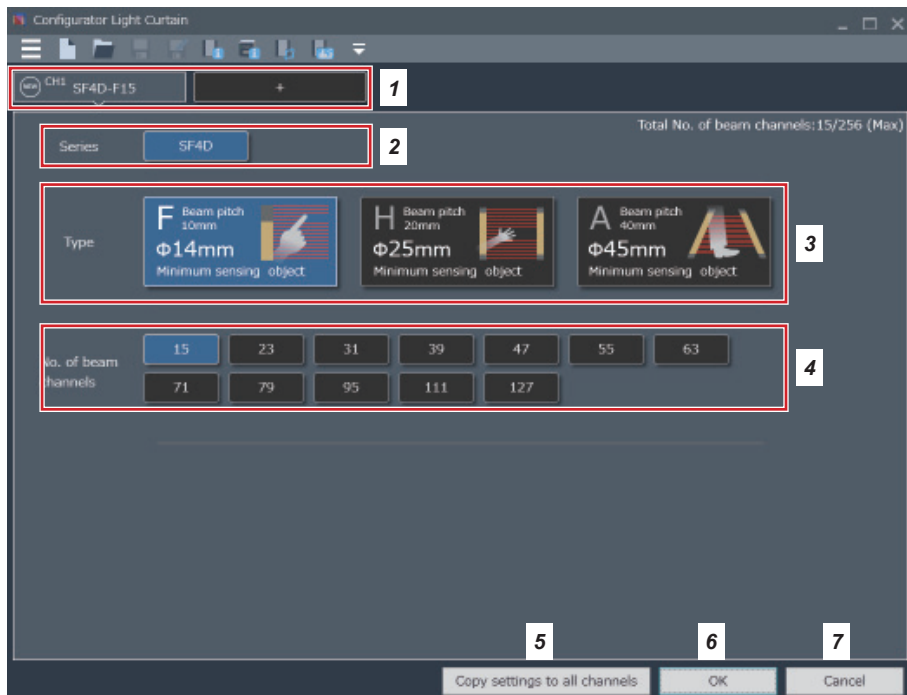 Configurator Light Curtain
NEW CH1 SF4D-F15
+
1
Total No. of beam channels:15/256 (Max)
Series
SF4D
2
Type
F Beam pitch
10mm
Φ14mm
Minimum sensing object
H Beam pitch
20mm
Φ25mm
Minimum sensing object
A Beam pitch
40mm
Φ45mm
Minimum sensing object
3
No. of beam
channels
15 23 31 39 47 55 63
71 79 95 111 127
4
5 6 7
Copy settings to all channels OK Cancel